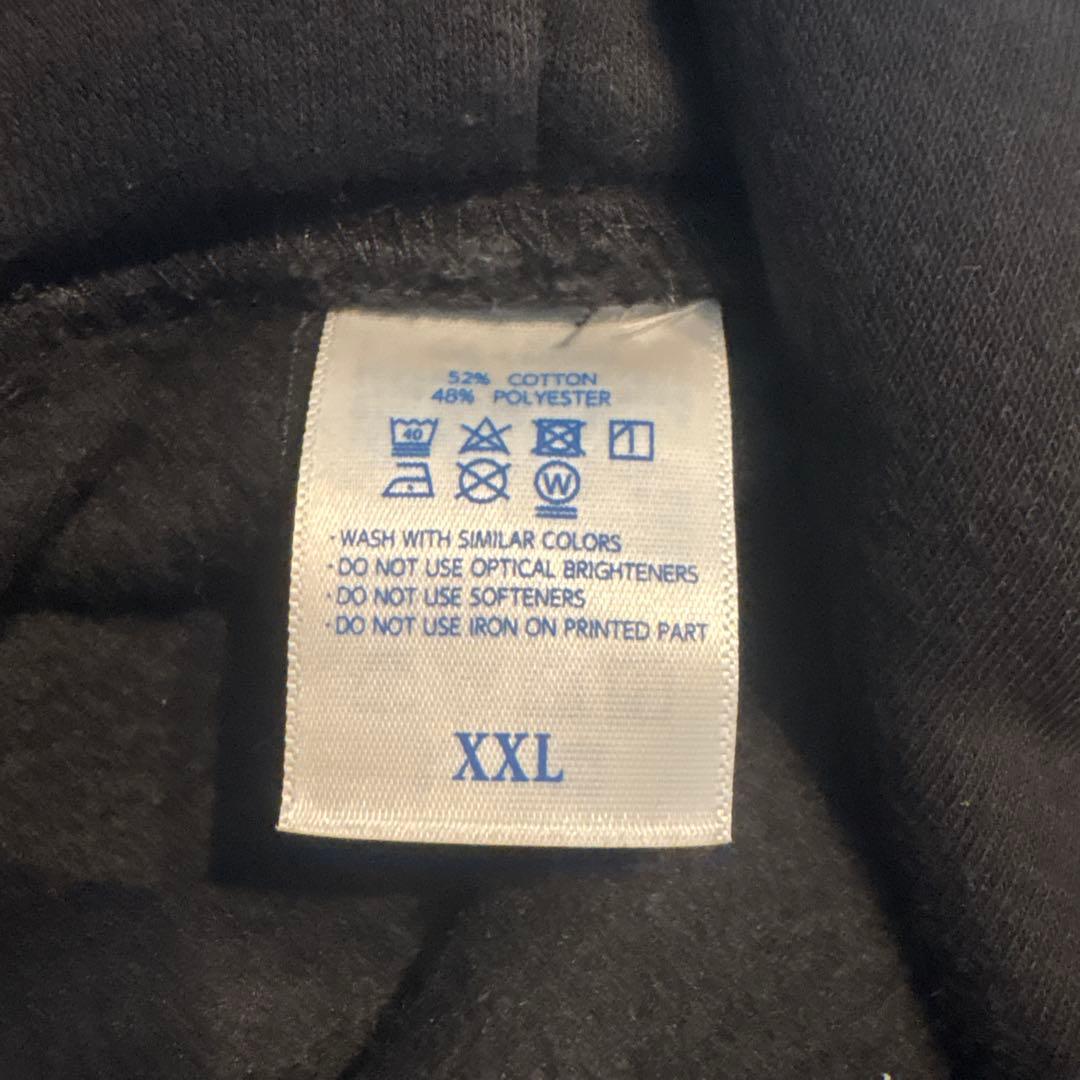 52% COTTON
48% POLYESTER
40
W
· WASH WITH SIMILAR COLORS
· DO NOT USE OPTICAL BRIGHTENERS
· DO NOT USE SOFTENERS
· DO NOT USE IRON ON PRINTED PART
XXL